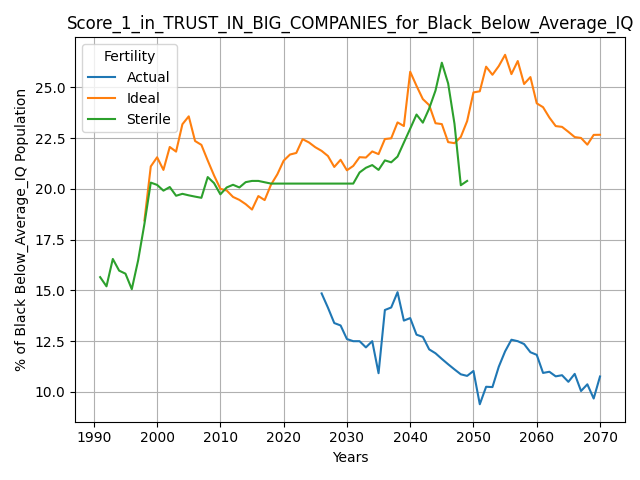 Score_1_in_TRUST_IN_BIG_COMPANIES_for_Black_Below_Average_IQ
Fertility
Actual
Ideal
Sterile
% of Black Below_Average_IQ Population
25.0
22.5
20.0
17.5
15.0
12.5
10.0
1990 2000 2010 2020 2030 2040 2050 2060 2070
Years